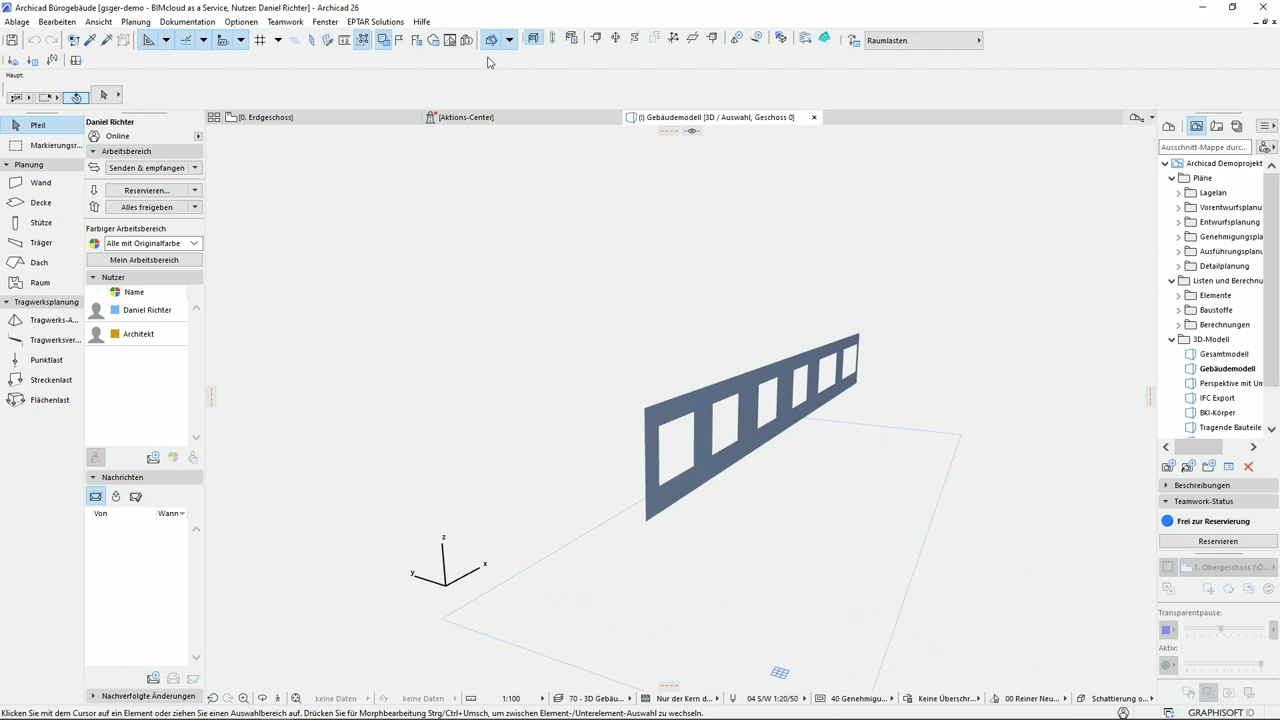 Archicad Bürogebäude [gsger-demo - BIMcloud as a Service, Nutzer: Daniel Richter] - Archicad 26
Ablage Bearbeiten Ansicht Planung Dokumentation Optionen Teamwork Fenster EPTAR Solutions Hilfe
Raumlasten
Haupt:
[0. Erdgeschoss]
[Aktions-Center]
(!) Gebäudemodell [3D / Auswahl, Geschoss 0]
Pfeil
Markierungsr...
Planung
Wand
Decke
Stütze
Träger
Dach
Raum
Tragwerksplanung
Tragwerks-A...
Tragwerksver...
Punktlast
Streckenlast
Flächenlast
Daniel Richter
Online
Arbeitsbereich
Senden & empfangen
Reservieren...
Alles freigeben
Farbiger Arbeitsbereich
Alle mit Originalfarbe
Mein Arbeitsbereich
Nutzer
Name
Daniel Richter
Architekt
Nachrichten
Von Wann
Nachverfolgte Änderungen
z
y
x
Ausschnitt-Mappe durc...
Archicad Demoprojekt
Pläne
Lageplan
Vorentwurfsplanu
Entwurfsplanung
Genehmigungspla
Ausführungsplan
Detailplanung
Listen und Berechnu
Elemente
Baustoffe
Berechnungen
3D-Modell
Gesamtmodell
Gebäudemodell
Perspektive mit Um
IFC Export
BKI-Körper
Tragende Bauteile
Beschreibungen
Teamwork-Status
Frei zur Reservierung
Reservieren
1. Obergeschoss (\Ö...
Transparentpause:
Aktiv:
keine Daten
keine Daten
1:100
70 - 3D Gebäu...
Nur der Kern d...
04 S/W 1:20/50
40 Genehmigu...
Keine Überschr...
00 Reiner Neu...
Schattierung o...
Klicken Sie mit dem Cursor auf ein Element oder ziehen Sie einen Auswahlbereich auf. Drücken Sie für Morphbearbeitung Strg/Ctrl+Umsch, um zwischen Element-/Unterelement-Auswahl zu wechseln.
GRAPHISOFT ID